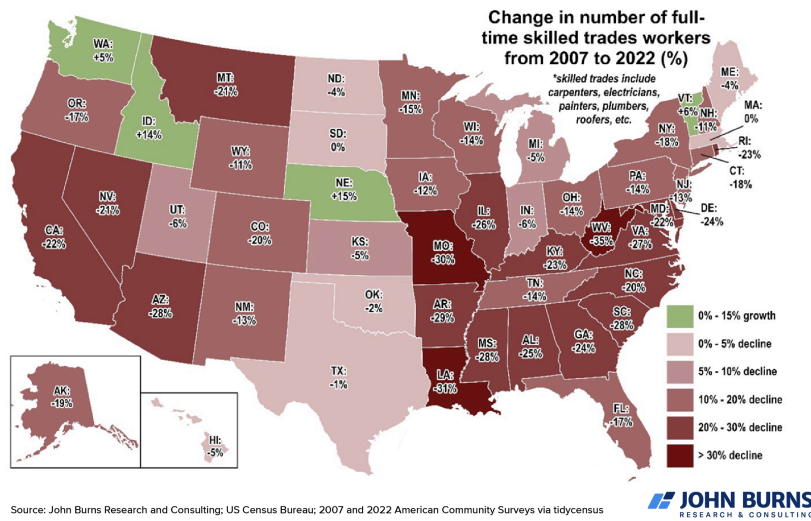 Change in number of full-
time skilled trades workers
from 2007 to 2022 (%)
*skilled trades include
carpenters, electricians,
painters, plumbers,
roofers, etc.
WA:
+5%
OR:
-17%
ID:
+14%
MT:
-21%
ND:
-4%
SD:
0%
MN:
-15%
WI:
-14%
MI:
-5%
ME:
-4%
VT:
+6%
NH:
-11%
MA:
0%
NY:
-18%
RI:
-23%
CT:
-18%
WY:
-11%
NE:
+15%
IA:
-12%
IL:
-26%
IN:
-6%
OH:
-14%
PA:
-14%
NJ:
-13%
MD:
-22%
DE:
-24%
NV:
-21%
CA:
-22%
UT:
-6%
CO:
-20%
KS:
-5%
MO:
-30%
KY:
-23%
WV:
-35%
VA:
-27%
NC:
-20%
TN:
-14%
SC:
-28%
AZ:
-28%
NM:
-13%
OK:
-2%
AR:
-29%
MS:
-28%
AL:
-25%
GA:
-24%
TX:
-1%
LA:
-31%
FL:
-17%
AK:
-19%
HI:
-5%
0% - 15% growth
0% - 5% decline
5% - 10% decline
10% - 20% decline
20% - 30% decline
> 30% decline
Source: John Burns Research and Consulting; US Census Bureau; 2007 and 2022 American Community Surveys via tidycensus
JOHN BURNS
RESEARCH & CONSULTING